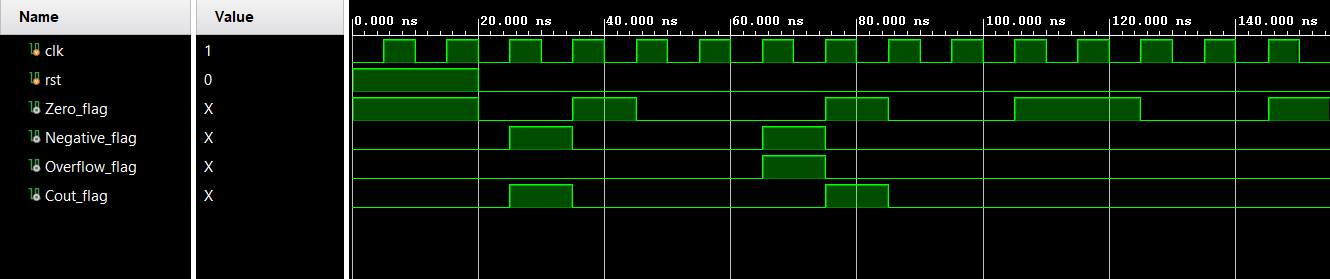 Name Value 0.000 ns 20.000 ns 40.000 ns 60.000 ns 80.000 ns 100.000 ns 120.000 ns 140.000 ns
clk 1
rst 0
Zero_flag X
Negative_flag X
Overflow_flag X
Cout_flag X